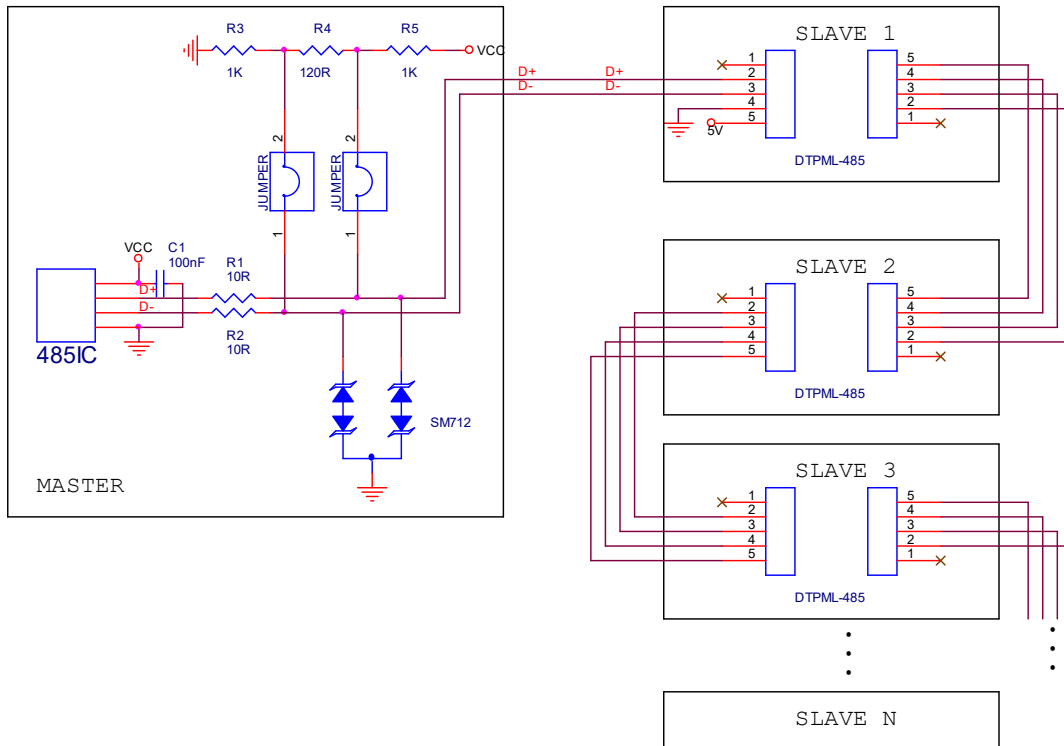 R3
R4
R5
VCC
1K
120R
1K
2
2
JUMPER
JUMPER
1
1
VCC
C1
100nF
D+
D-
R1
10R
R2
10R
485IC
SM712
MASTER
D+
D+
D-
D-
SLAVE 1
1
2
3
4
5
5V
5
4
3
2
1
DTPML-485
SLAVE 2
1
2
3
4
5
5
4
3
2
1
DTPML-485
SLAVE 3
1
2
3
4
5
5
4
3
2
1
DTPML-485
SLAVE N